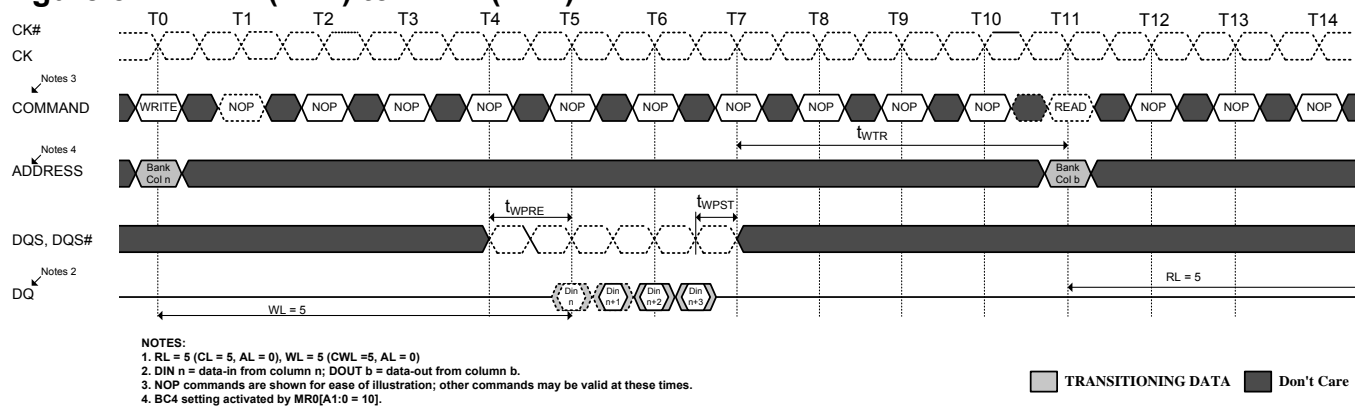 T0 T1 T2 T3 T4 T5 T6 T7 T8 T9 T10 T11 T12 T13 T14
CK#
CK
Notes 3
COMMAND
WRITE NOP NOP NOP NOP NOP NOP NOP NOP NOP NOP READ NOP NOP NOP
tWTR
Notes 4
ADDRESS
Bank Col n
Bank Col b
tWPRE
tWPST
DQS, DQS#
Notes 2
DQ
Din n
Din n+1
Din n+2
Din n+3
WL = 5
RL = 5
NOTES:
1. RL = 5 (CL = 5, AL = 0), WL = 5 (CWL =5, AL = 0)
2. DIN n = data-in from column n; DOUT b = data-out from column b.
3. NOP commands are shown for ease of illustration; other commands may be valid at these times.
4. BC4 setting activated by MR0[A1:0 = 10].
TRANSITIONING DATA
Don't Care